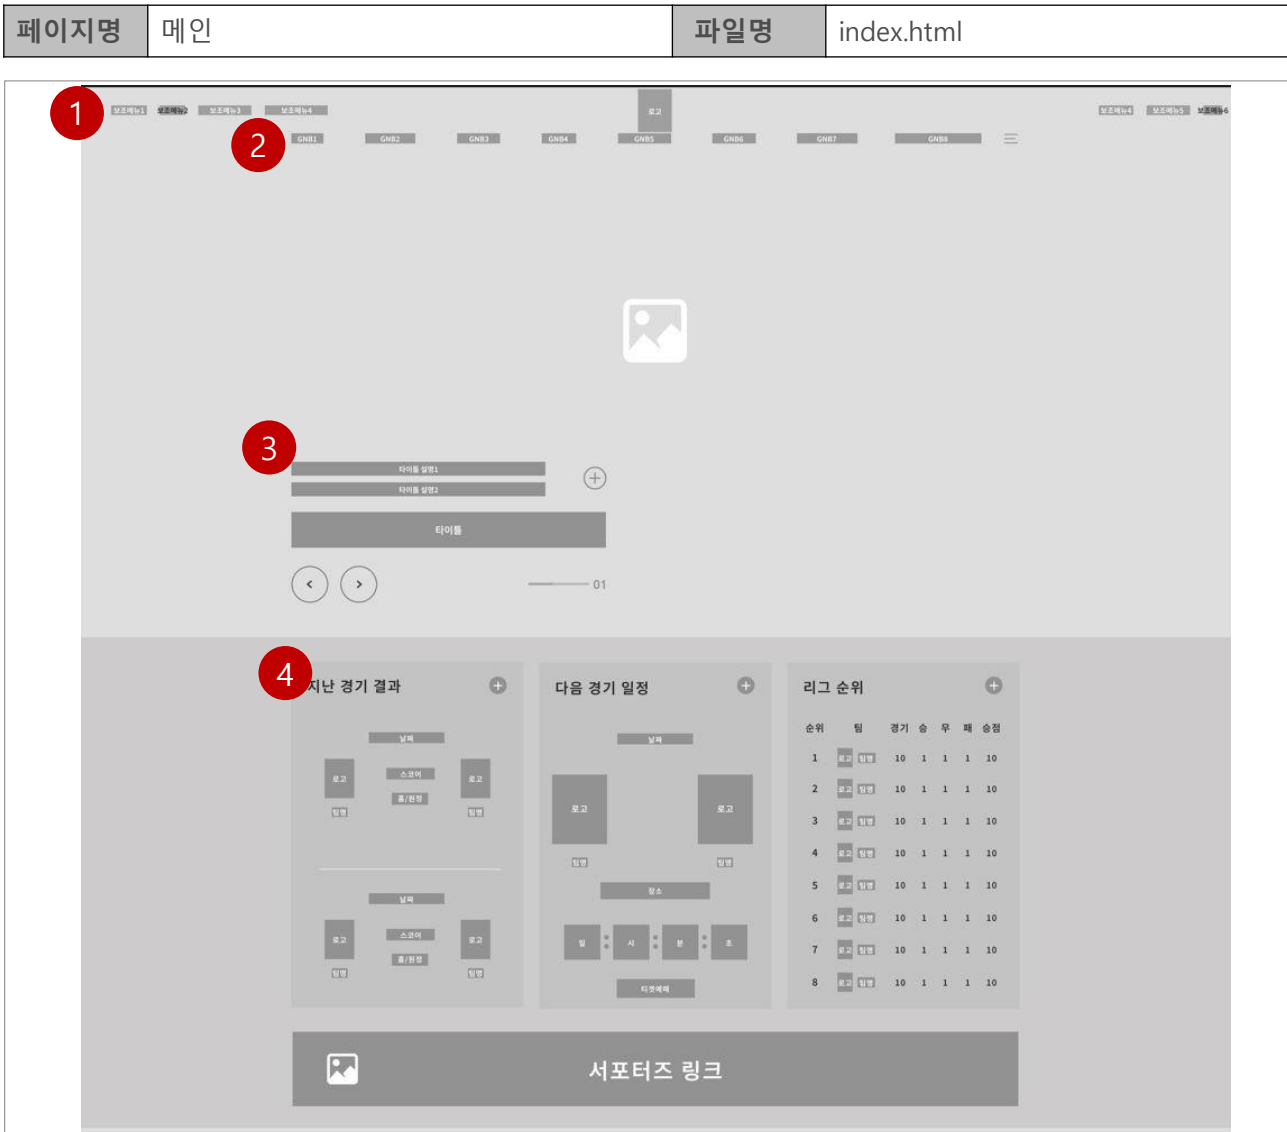 페이지명 메인 파일명 index.html
1 보조메뉴1 보조메뉴2 보조메뉴3 보조메뉴4 로고 보조메뉴4 보조메뉴5 보조메뉴6
2 GNB1 GNB2 GNB3 GNB4 GNB5 GNB6 GNB7 GNB8
3
타이틀 설명1
타이틀 설명2
타이틀
01
4
지난 경기 결과
날짜
로고 스코어 로고
홈/원정
팀명 팀명
날짜
로고 스코어 로고
홈/원정
팀명 팀명
다음 경기 일정
날짜
로고 로고
팀명 팀명
장소
일 : 시 : 분 : 초
티켓예매
리그 순위
순위 팀 경기 승 무 패 승점
1 로고 팀명 10 1 1 1 10
2 로고 팀명 10 1 1 1 10
3 로고 팀명 10 1 1 1 10
4 로고 팀명 10 1 1 1 10
5 로고 팀명 10 1 1 1 10
6 로고 팀명 10 1 1 1 10
7 로고 팀명 10 1 1 1 10
8 로고 팀명 10 1 1 1 10
서포터즈 링크